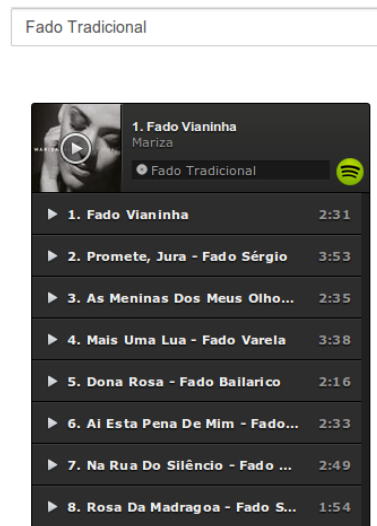 Fado Tradicional
1. Fado Vianinha
Mariza
Fado Tradicional
1. Fado Vianinha 2:31
2. Promete, Jura - Fado Sérgio 3:53
3. As Meninas Dos Meus Olho... 2:35
4. Mais Uma Lua - Fado Varela 3:38
5. Dona Rosa - Fado Bailarico 2:16
6. Ai Esta Pena De Mim - Fado... 2:33
7. Na Rua Do Silêncio - Fado ... 2:49
8. Rosa Da Madragoa - Fado S... 1:54